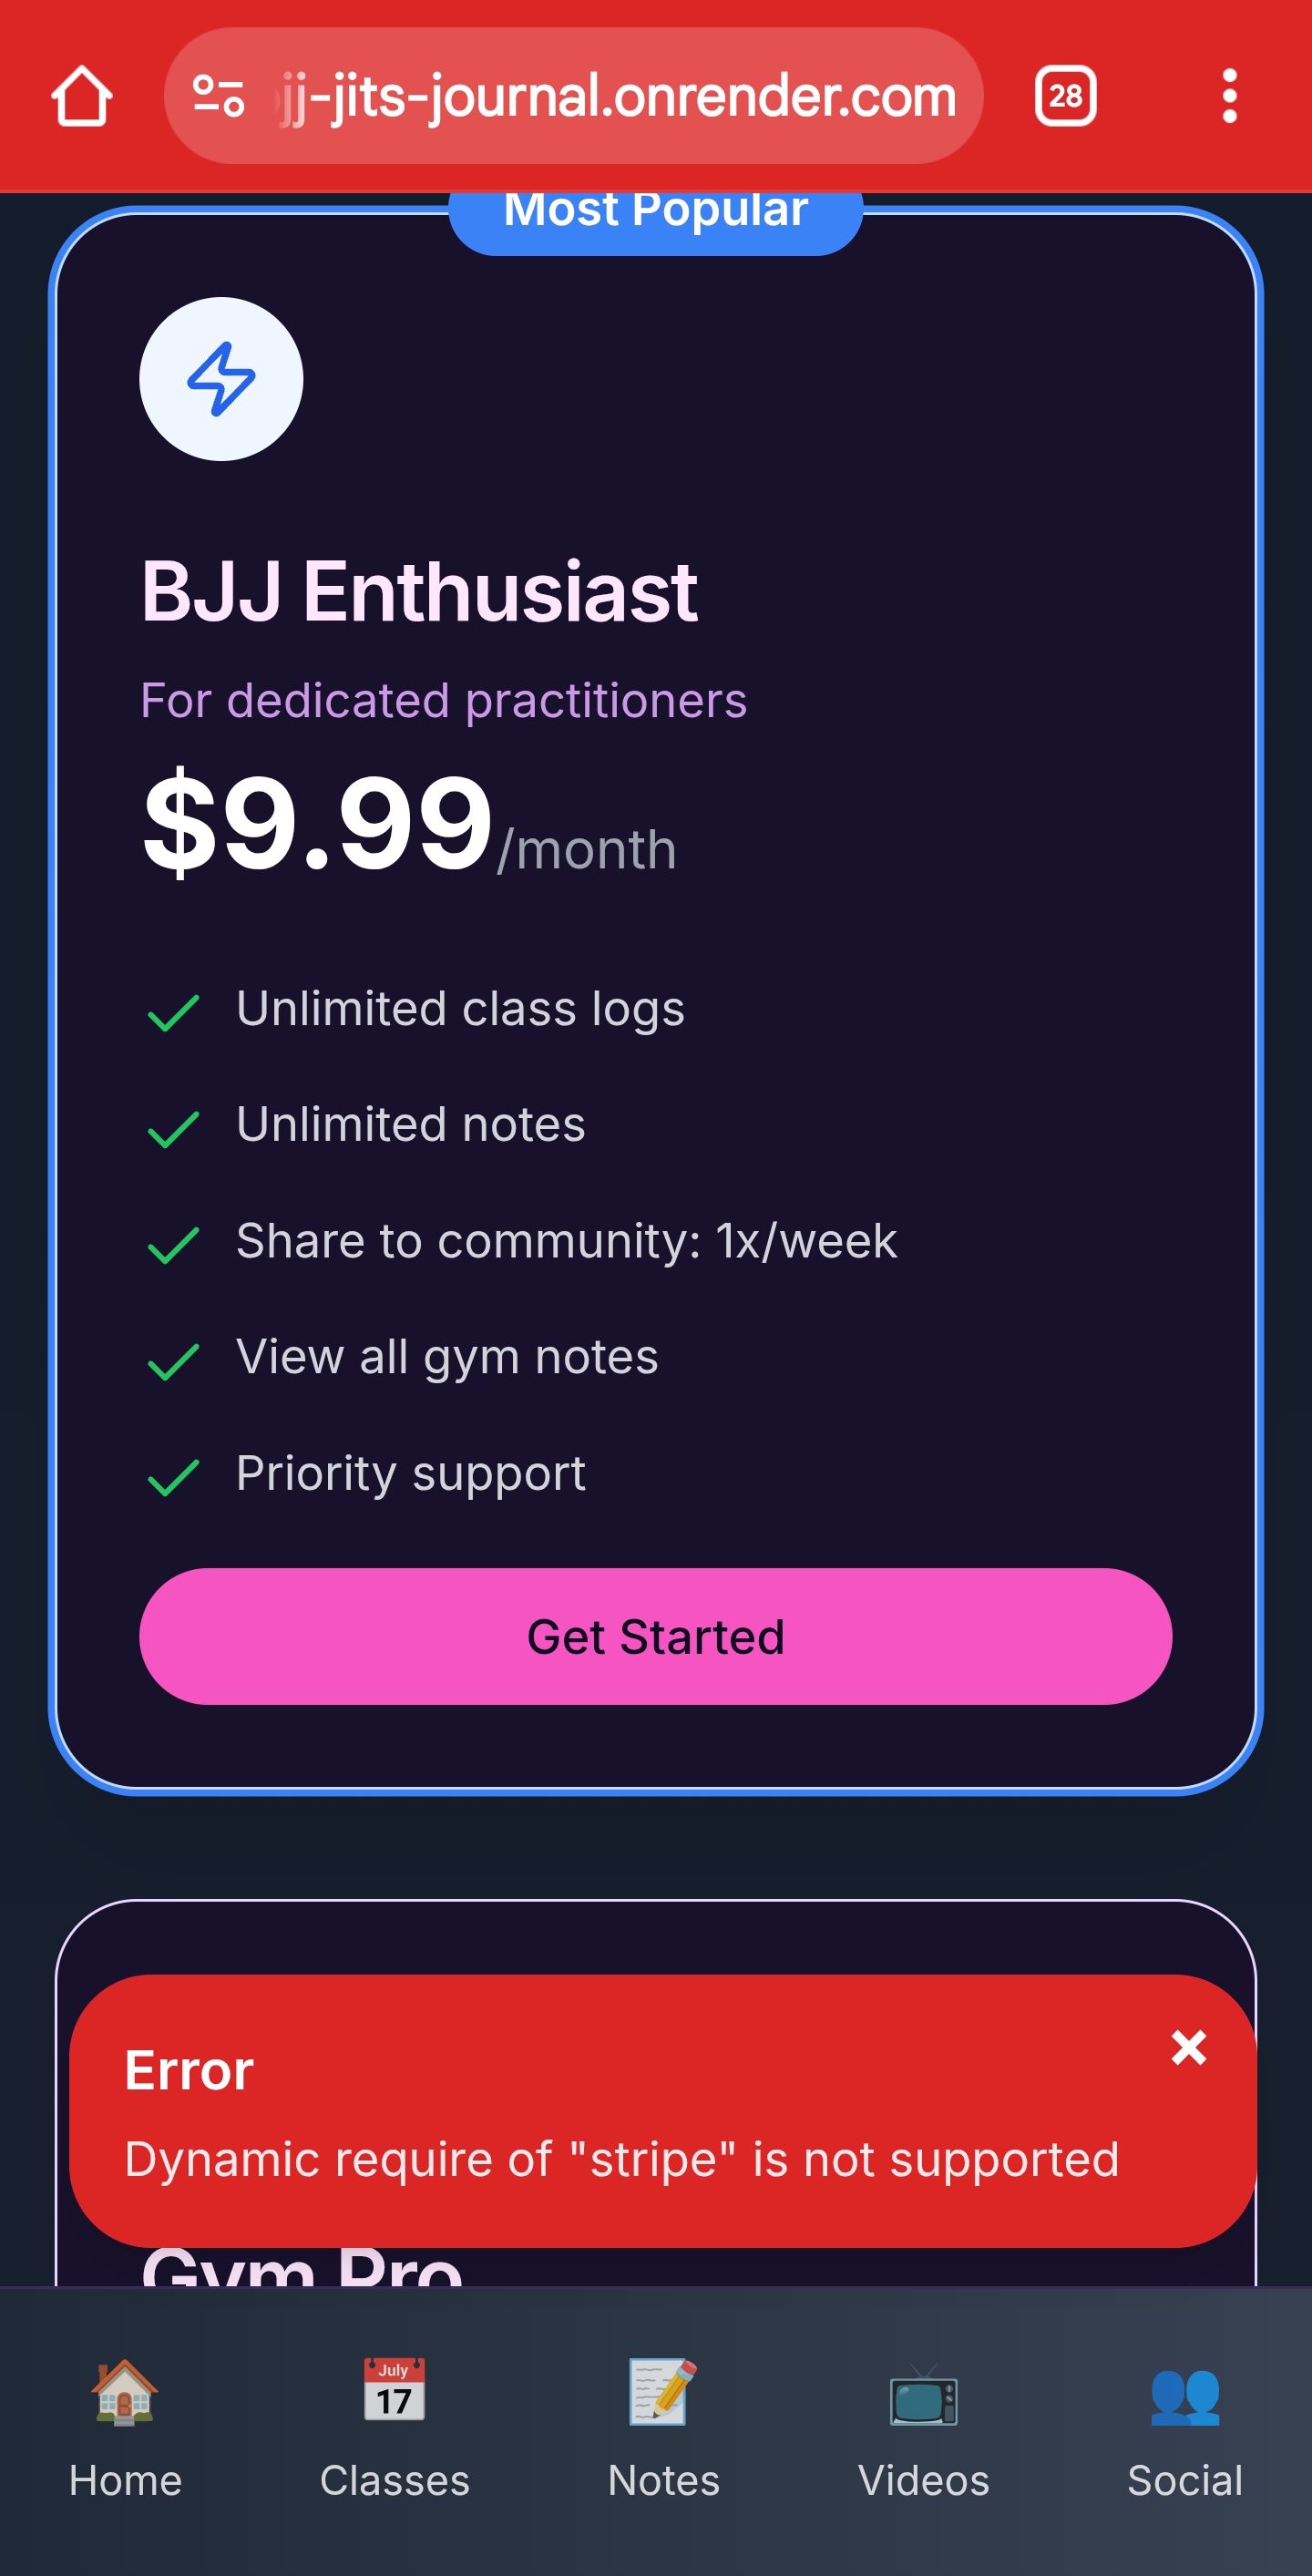 jj-jits-journal.onrender.com
28
Most Popular
BJJ Enthusiast
For dedicated practitioners
$9.99/month
Unlimited class logs
Unlimited notes
Share to community: 1x/week
View all gym notes
Priority support
Get Started
Error
Dynamic require of "stripe" is not supported
Gym Pro
July
17
Home
Classes
Notes
Videos
Social